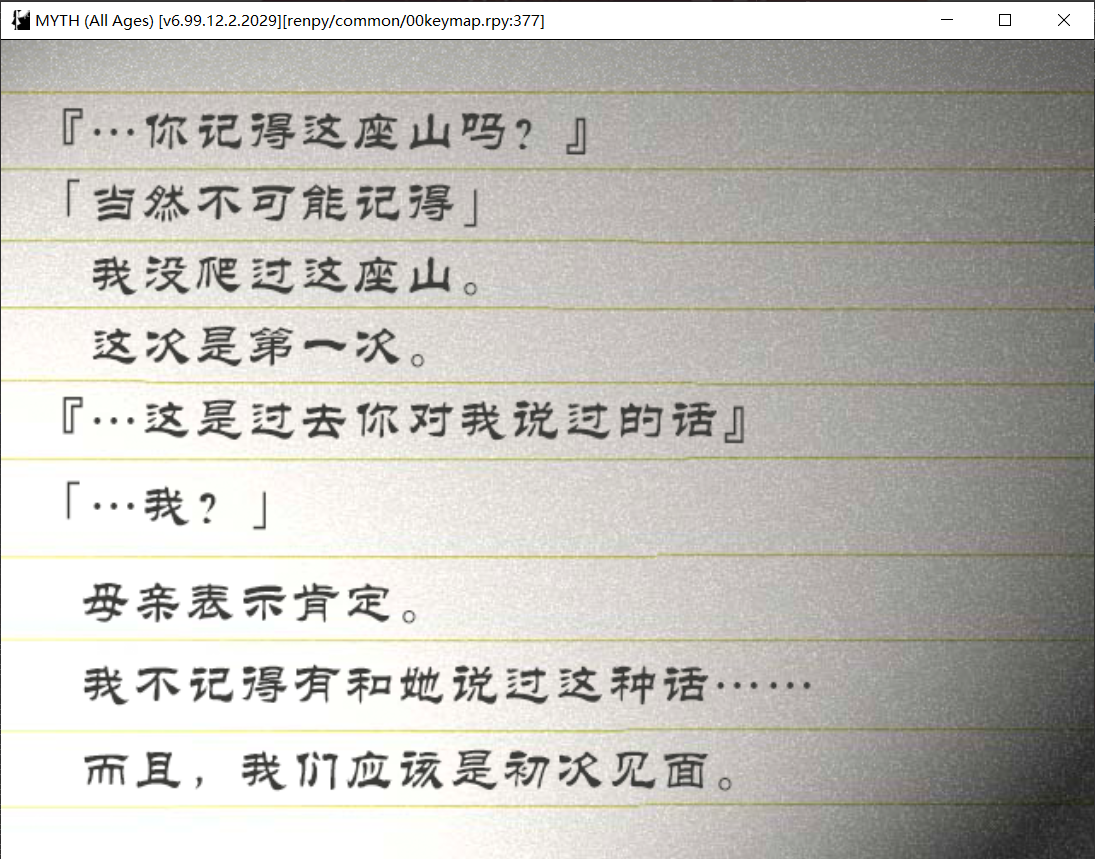 MYTH (All Ages) [v6.99.12.2.2029][renpy/common/00keymap.rpy:377]
『…你记得这座山吗？』
「当然不可能记得」
我没爬过这座山。
这次是第一次。
『…这是过去你对我说过的话』
「…我？」
母亲表示肯定。
我不记得有和她说过这种话……
而且，我们应该是初次见面。